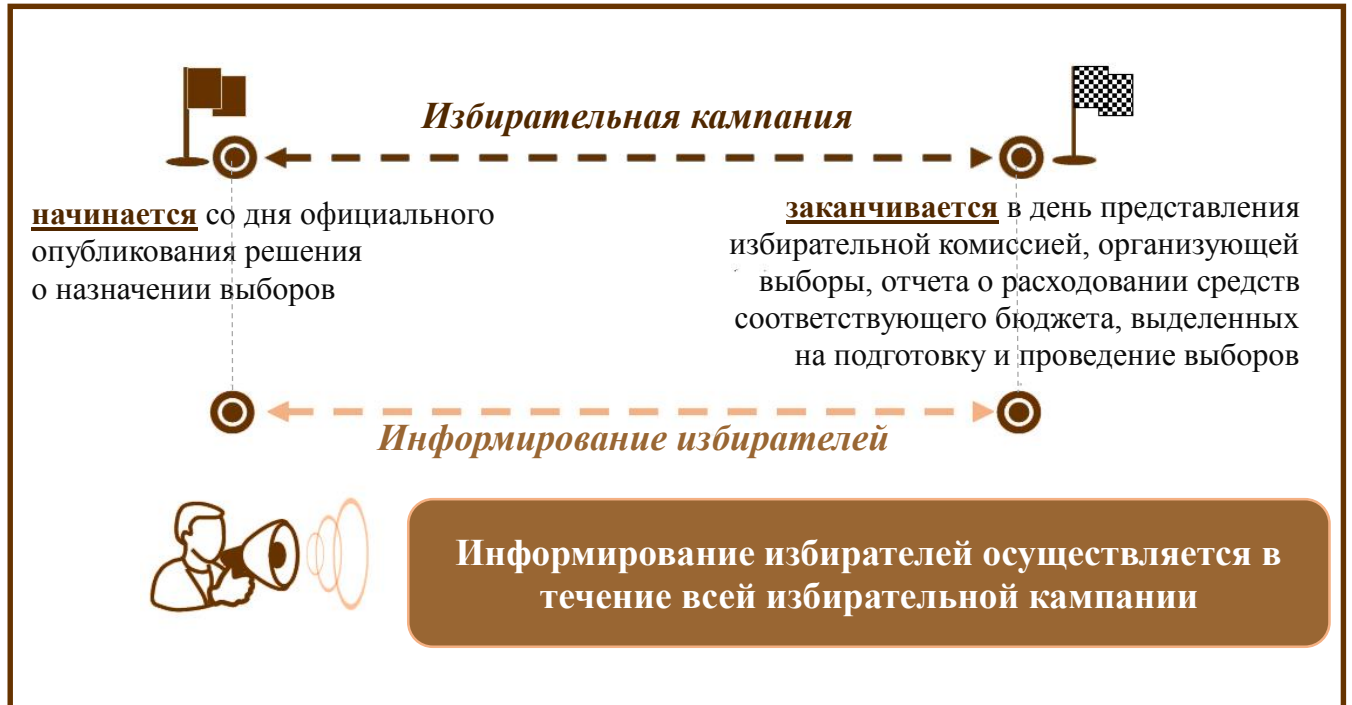 Избирательная кампания
начинается со дня официального
опубликования решения
о назначении выборов
заканчивается в день представления
избирательной комиссией, организующей
выборы, отчета о расходовании средств
соответствующего бюджета, выделенных
на подготовку и проведение выборов
Информирование избирателей
Информирование избирателей осуществляется в
течение всей избирательной кампании